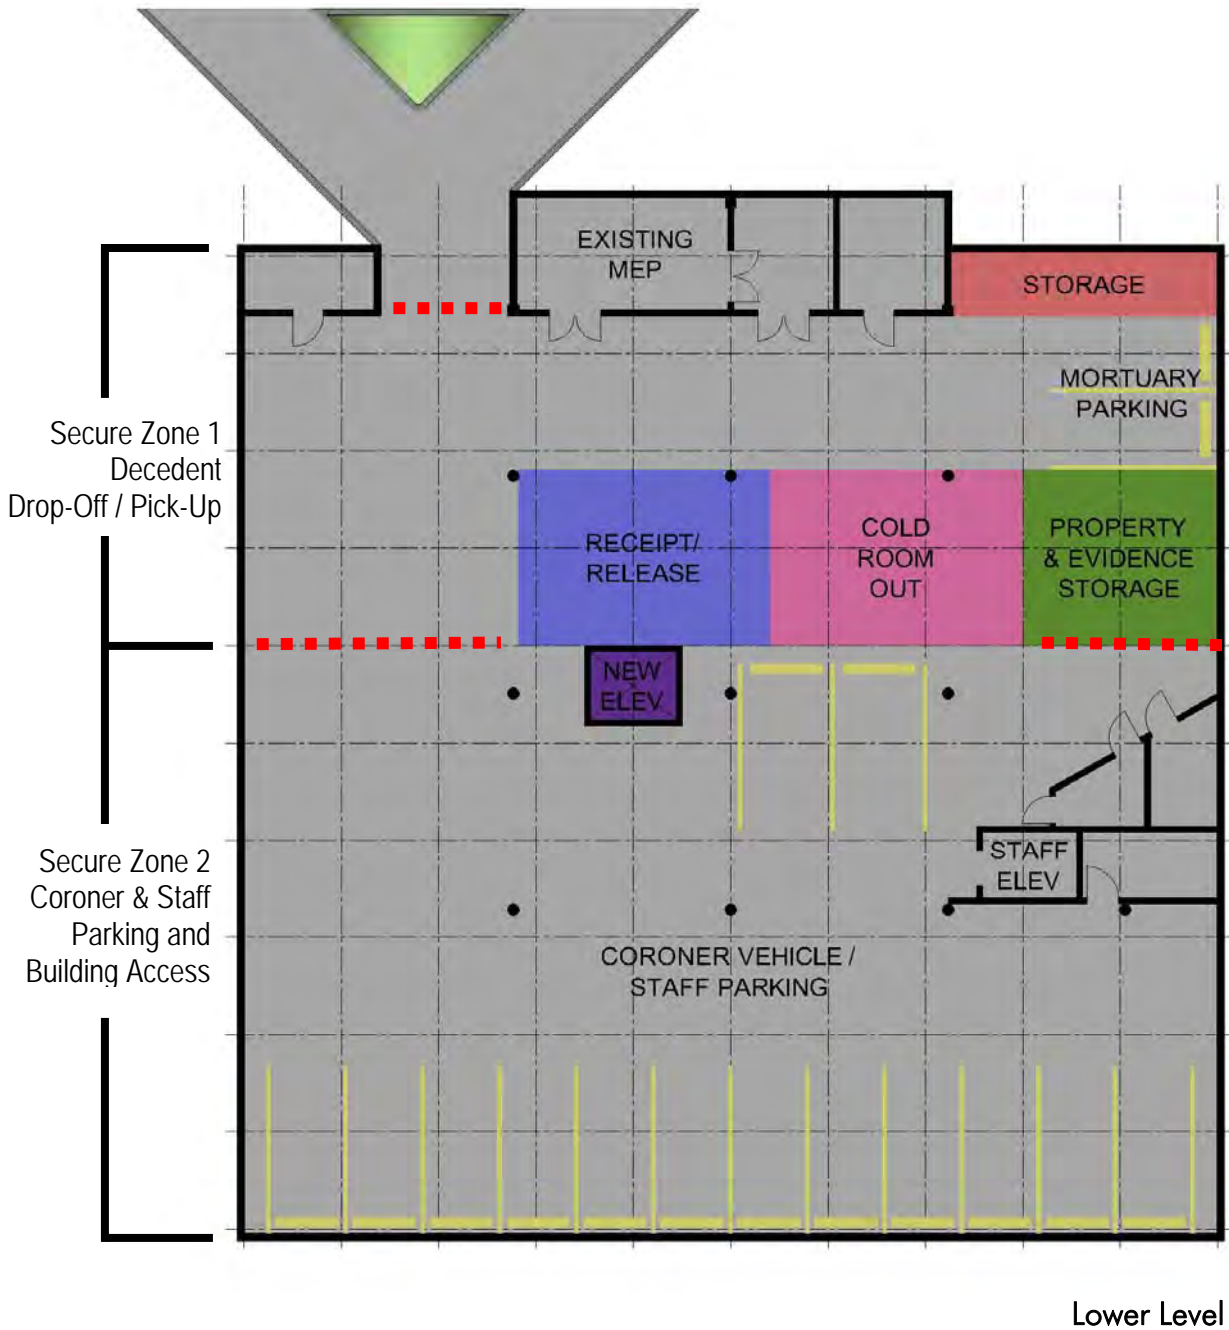 EXISTING
MEP
STORAGE
MORTUARY
PARKING
Secure Zone 1
Decedent
Drop-Off / Pick-Up
RECEIPT/
RELEASE
COLD
ROOM
OUT
PROPERTY
& EVIDENCE
STORAGE
NEW
ELEV
STAFF
ELEV
Secure Zone 2
Coroner & Staff
Parking and
Building Access
CORONER VEHICLE /
STAFF PARKING
Lower Level